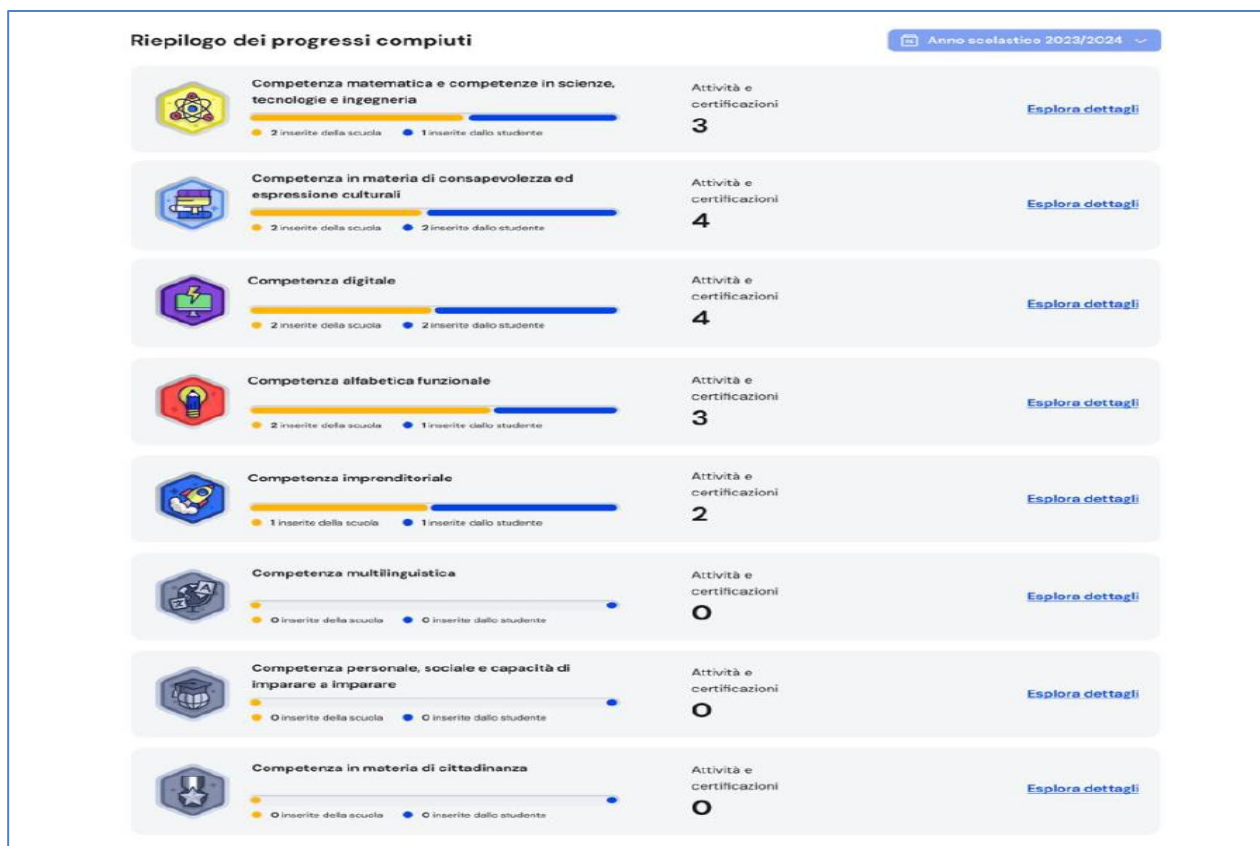 Riepilogo dei progressi compiuti
Anno scolastico 2023/2024
Competenza matematica e competenze in scienze,
tecnologie e ingegneria
2 inserite della scuola 1 inserite dallo studente
Attività e
certificazioni
3
Esplora dettagli
Competenza in materia di consapevolezza ed
espressione culturali
2 inserite della scuola 2 inserite dallo studente
Attività e
certificazioni
4
Esplora dettagli
Competenza digitale
2 inserite della scuola 2 inserite dallo studente
Attività e
certificazioni
4
Esplora dettagli
Competenza alfabetica funzionale
2 inserite della scuola 1 inserite dallo studente
Attività e
certificazioni
3
Esplora dettagli
Competenza imprenditoriale
1 inserite della scuola 1 inserite dallo studente
Attività e
certificazioni
2
Esplora dettagli
Competenza multilinguistica
0 inserite della scuola 0 inserite dallo studente
Attività e
certificazioni
0
Esplora dettagli
Competenza personale, sociale e capacità di
imparare a imparare
0 inserite della scuola 0 inserite dallo studente
Attività e
certificazioni
0
Esplora dettagli
Competenza in materia di cittadinanza
0 inserite della scuola 0 inserite dallo studente
Attività e
certificazioni
0
Esplora dettagli